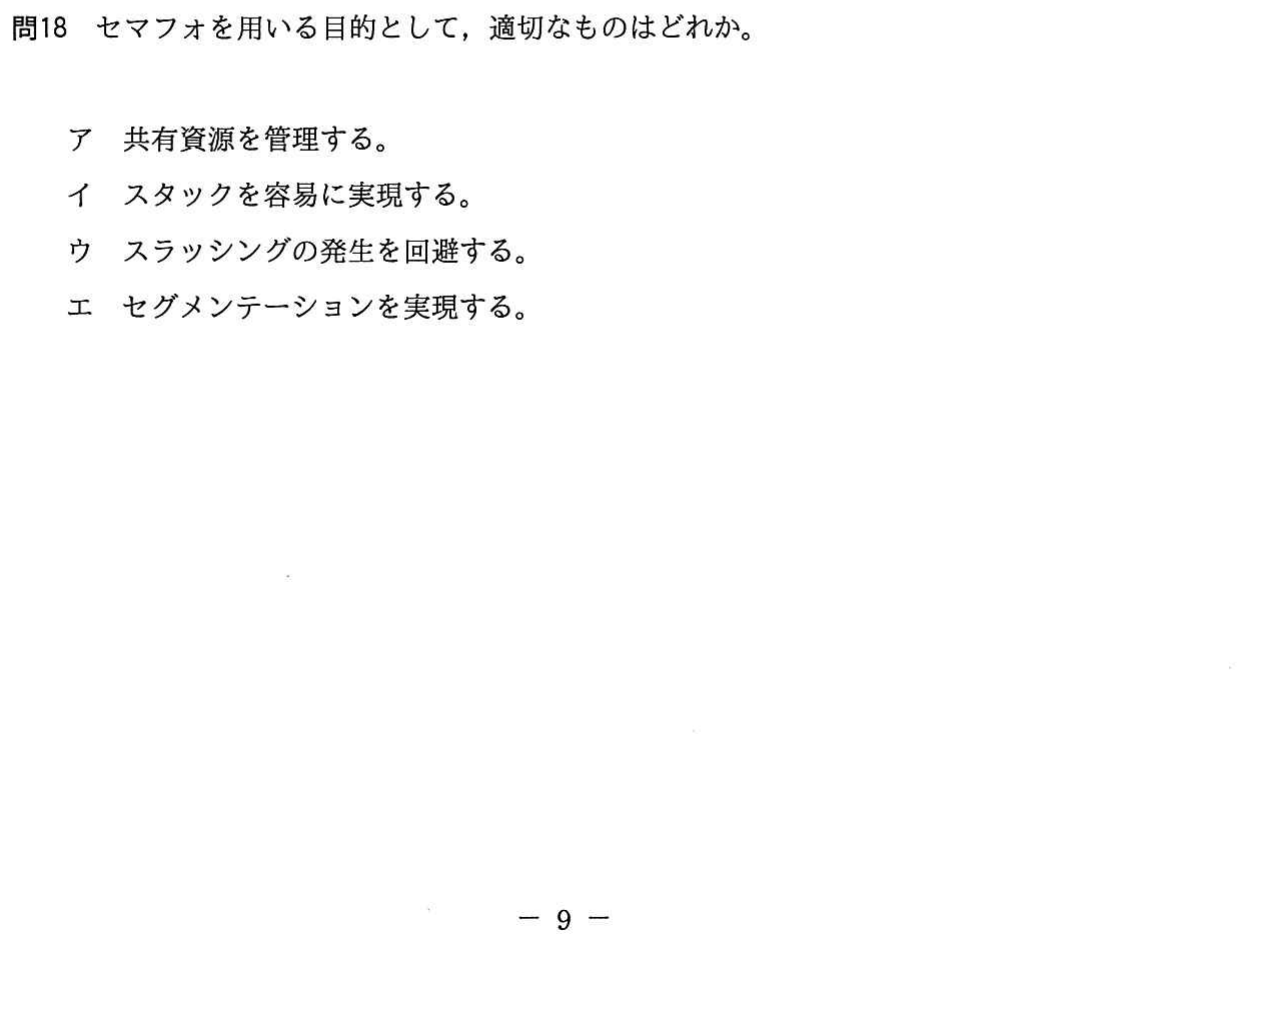 問18　セマフォを用いる目的として，適切なものはどれか。
ア　共有資源を管理する。
イ　スタックを容易に実現する。
ウ　スラッシングの発生を回避する。
エ　セグメンテーションを実現する。
－ 9 －